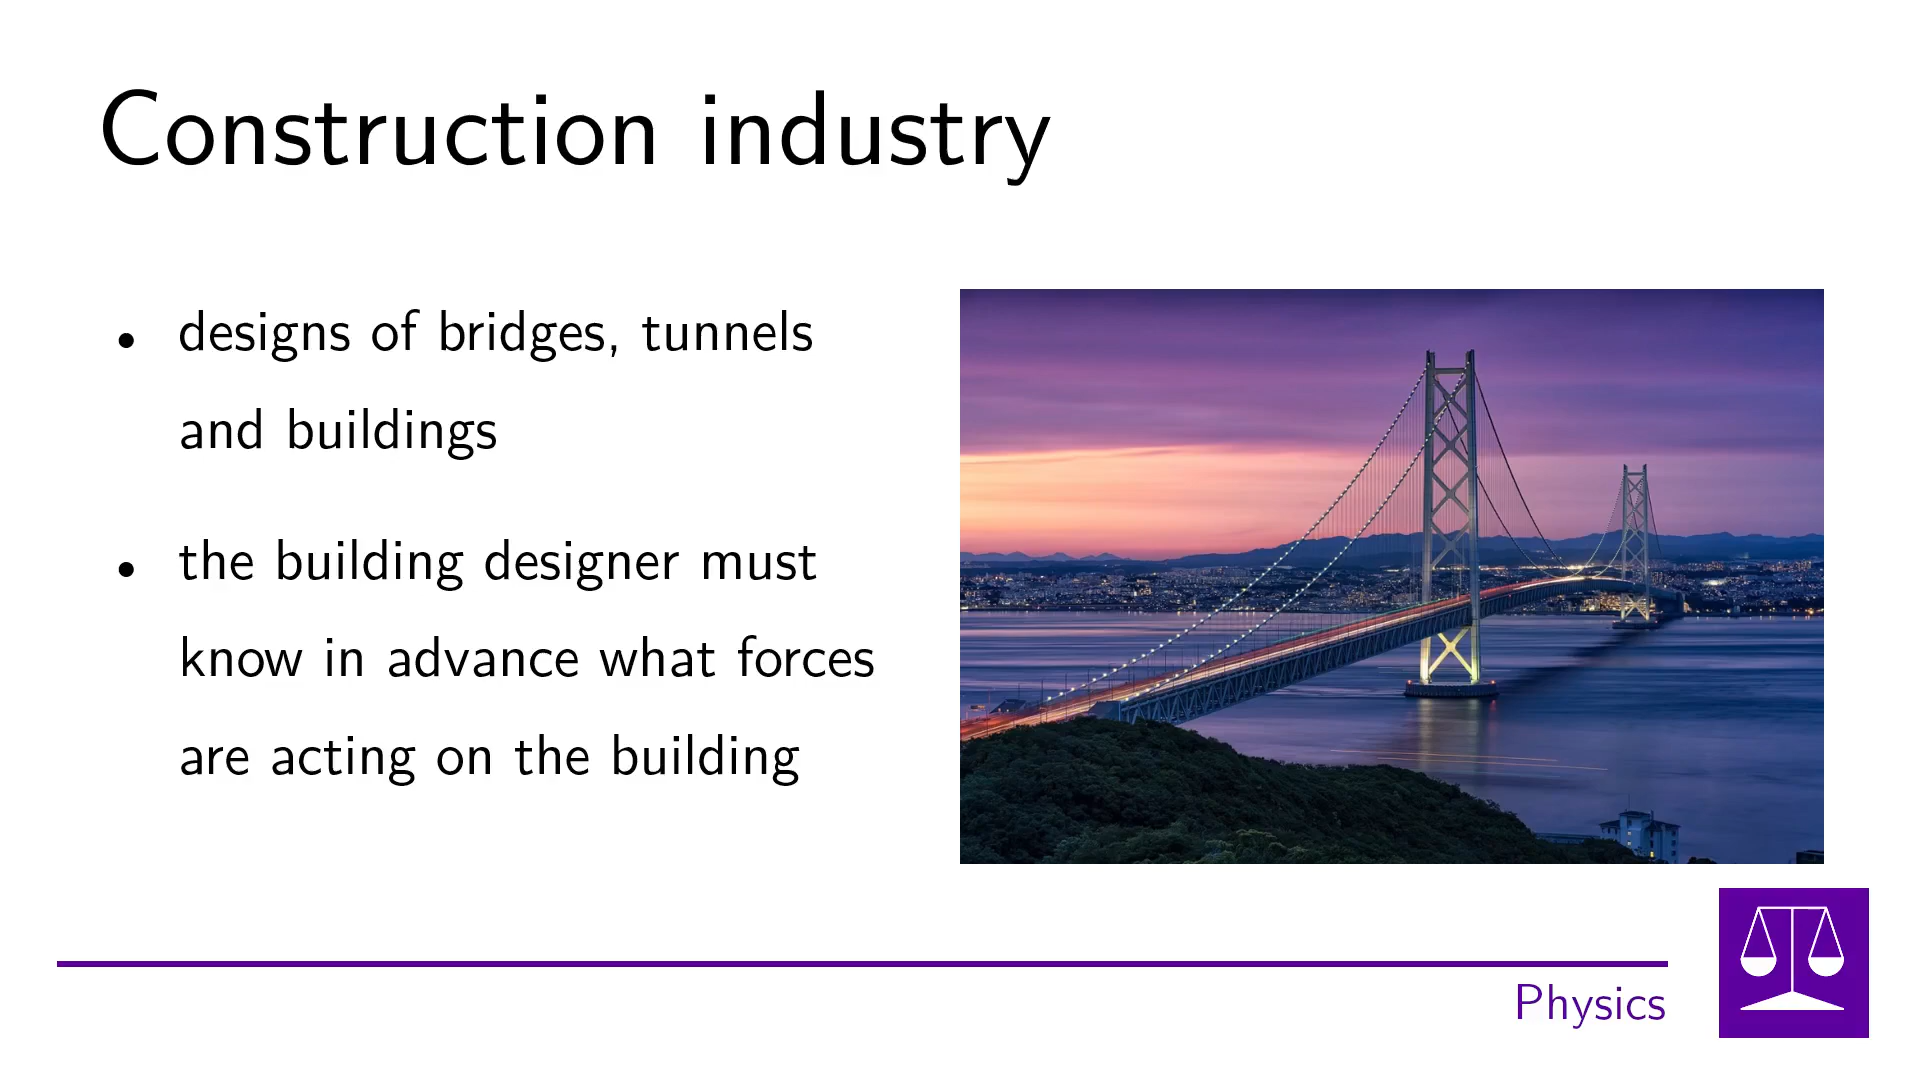 Construction industry
• designs of bridges, tunnels
and buildings
• the building designer must
know in advance what forces
are acting on the building
Physics